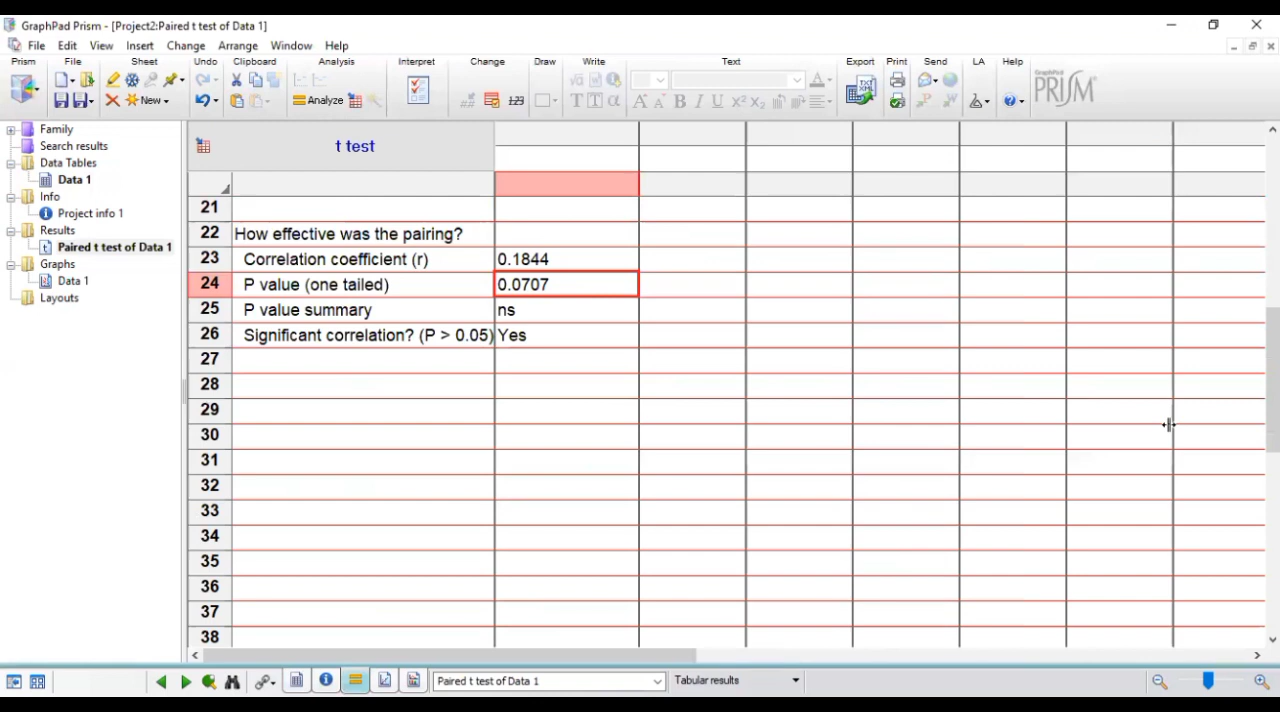 GraphPad Prism - [Project2:Paired t test of Data 1]
File Edit View Insert Change Arrange Window Help
Prism File Sheet Undo Clipboard Analysis Interpret Change Draw Write Text Export Print Send LA Help
New
Analyze
123
GraphPad
PRISM
Family
Search results
Data Tables
Data 1
Info
Project info 1
Results
Paired t test of Data 1
Graphs
Data 1
Layouts
t test
21
22 How effective was the pairing?
23 Correlation coefficient (r) 0.1844
24 P value (one tailed) 0.0707
25 P value summary ns
26 Significant correlation? (P > 0.05) Yes
27
28
29
30
31
32
33
34
35
36
37
38
Paired t test of Data 1 Tabular results